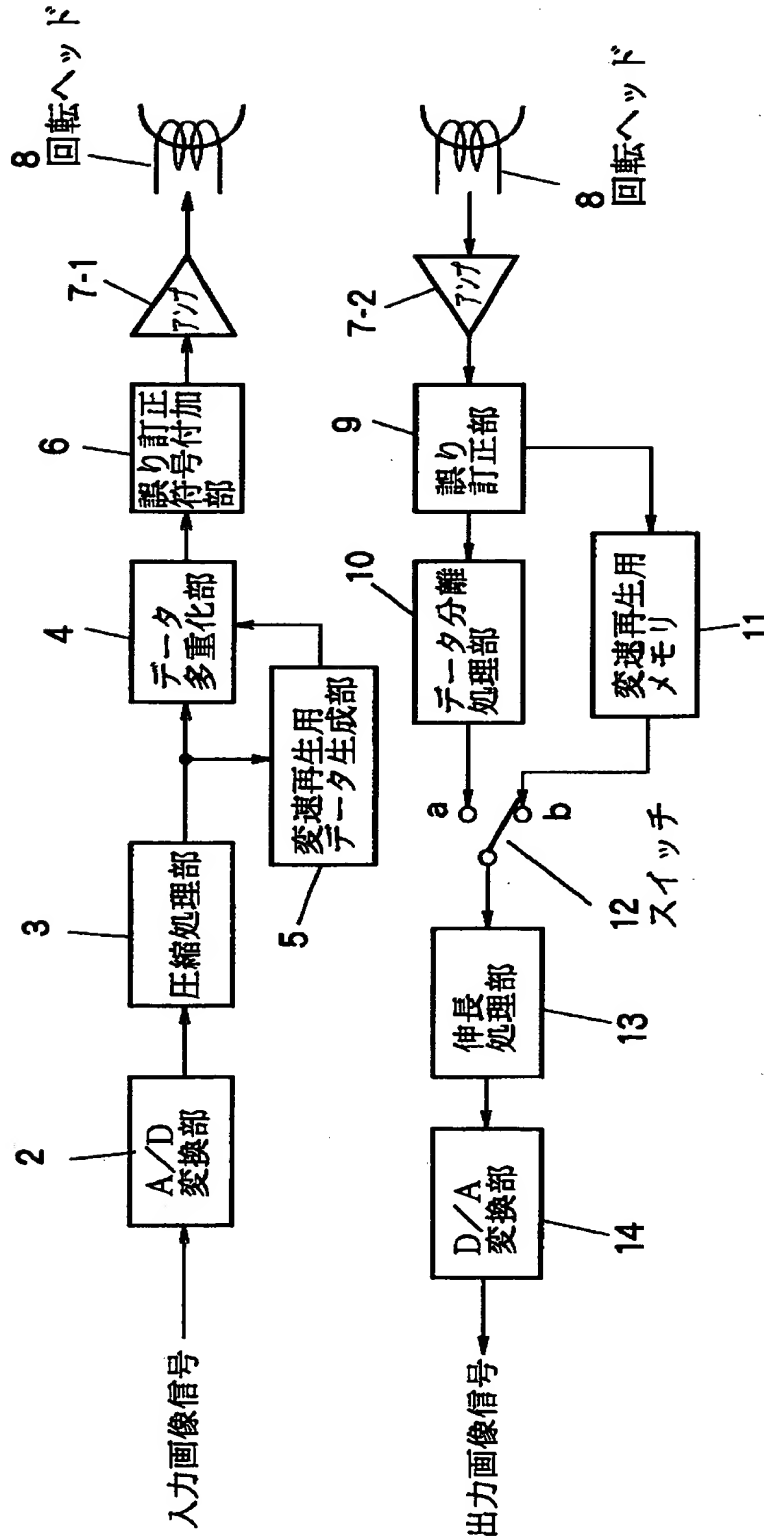 入力画像信号
2
A/D
変換部
3
圧縮処理部
4
データ
多重化部
5
変速再生用
データ生成部
6
誤り訂正
符号付加
部
7-1
アンプ
8
回転ヘッド
8
回転ヘッド
7-2
アンプ
9
誤り
訂正部
10
データ分離
処理部
11
変速再生用
メモリ
a
b
12
スイッチ
13
伸長
処理部
14
D/A
変換部
出力画像信号